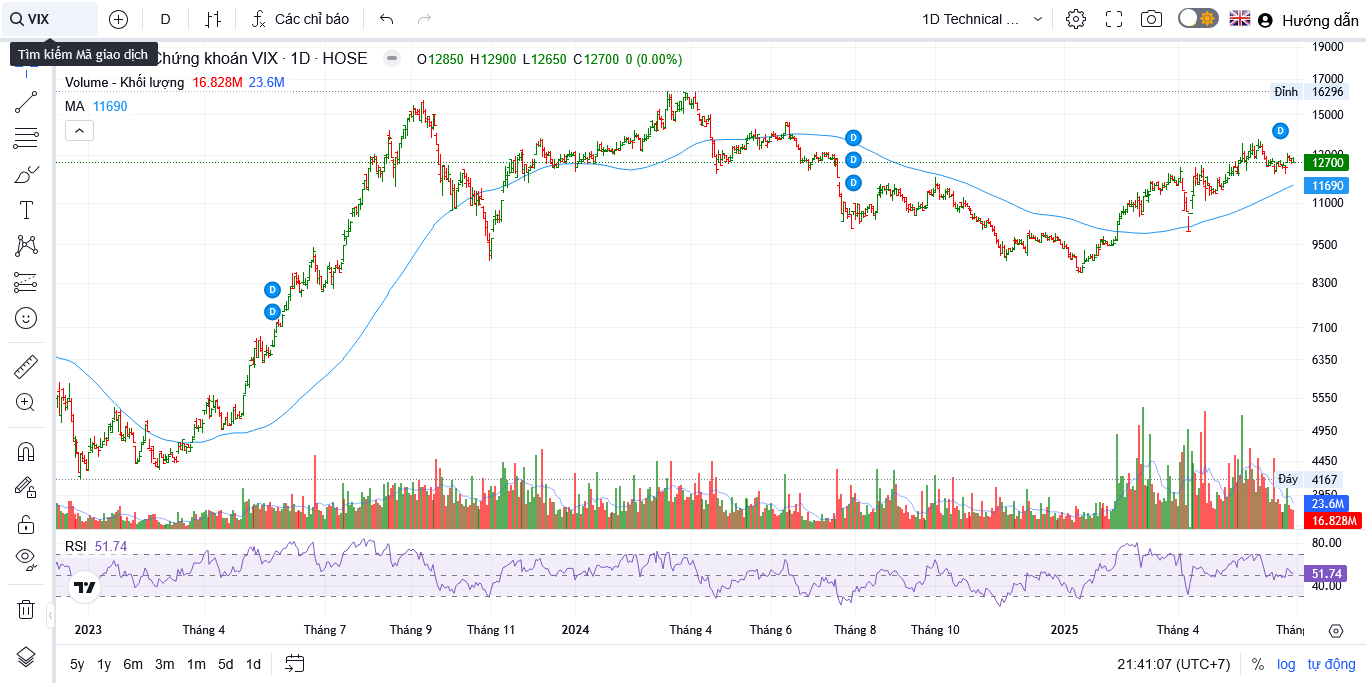 VIX
D
Các chỉ báo
1D Technical ...
Hướng dẫn
Tìm kiếm Mã giao dịch
Chứng khoán VIX · 1D · HOSE
O12850 H12900 L12650 C12700 0 (0.00%)
Volume - Khối lượng 16.828M 23.6M
MA 11690
19000
17000
Đỉnh 16296
15000
D
D
D
D
13000
12700
11690
11000
9500
8300
D
D
7100
6350
5550
4950
4450
Đáy 4167
3950
23.6M
16.828M
RSI 51.74
80.00
51.74
40.00
2023 Tháng 4 Tháng 7 Tháng 9 Tháng 11 2024 Tháng 4 Tháng 6 Tháng 8 Tháng 10 2025 Tháng 4 Tháng
5y 1y 6m 3m 1m 5d 1d
21:41:07 (UTC+7) % log tự động